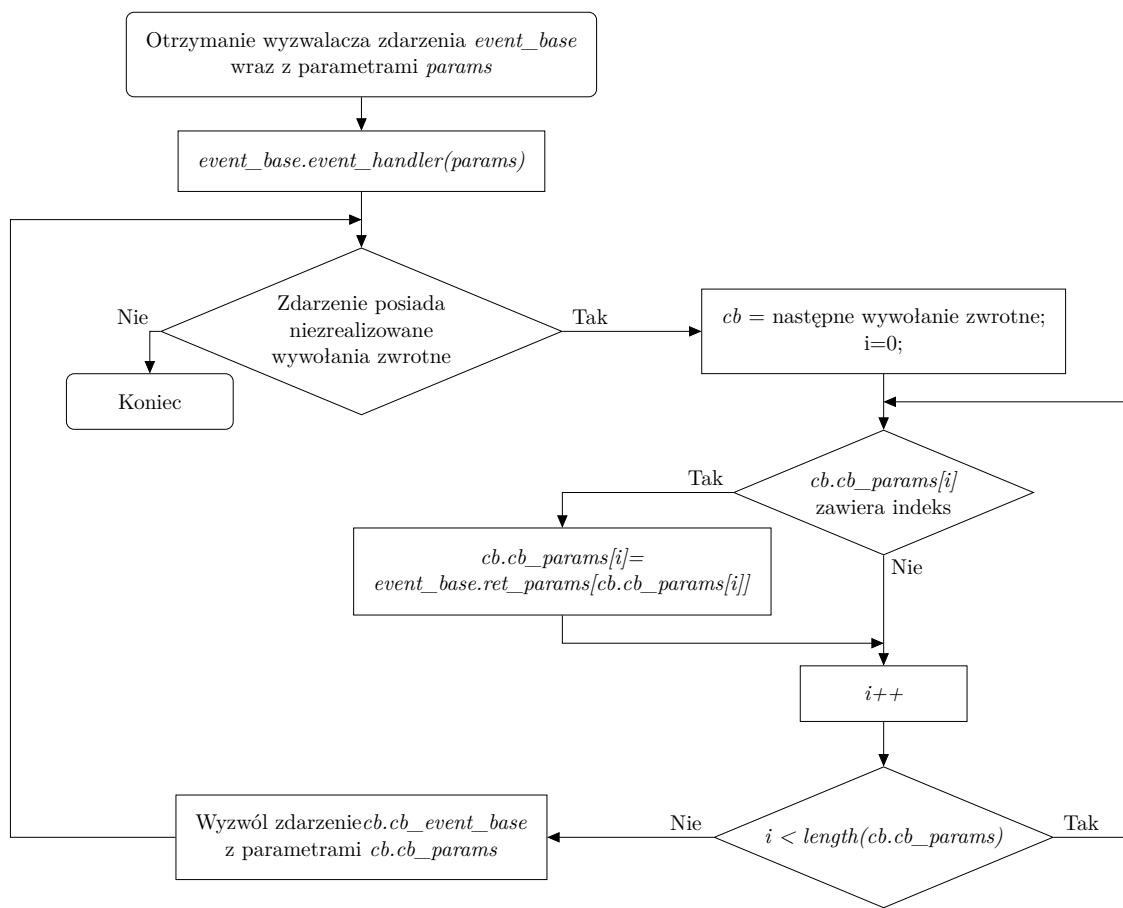 Otrzymanie wyzwalacza zdarzenia event_base
wraz z parametrami params
event_base.event_handler(params)
Zdarzenie posiada
niezrealizowane
wywołania zwrotne
Nie
Tak
Koniec
cb = następne wywołanie zwrotne;
i=0;
cb.cb_params[i]
zawiera indeks
Tak
Nie
cb.cb_params[i]=
event_base.ret_params[cb.cb_params[i]]
i++
i < length(cb.cb_params)
Nie
Tak
Wyzwól zdarzeniecb.cb_event_base
z parametrami cb.cb_params